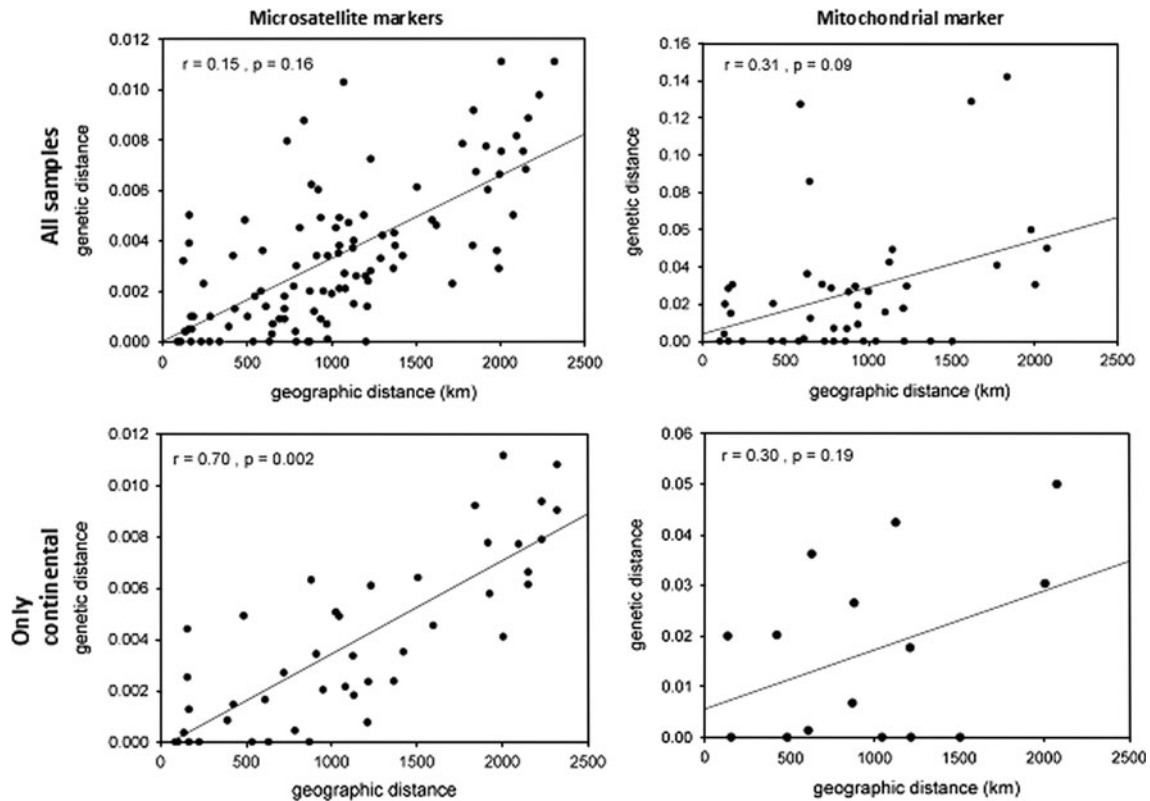 Microsatellite markers
Mitochondrial marker
All samples
genetic distance
0.012
0.010
0.008
0.006
0.004
0.002
0.000
r = 0.15 , p = 0.16
0 500 1000 1500 2000 2500
geographic distance (km)
genetic distance
0.16
0.14
0.12
0.10
0.08
0.06
0.04
0.02
0.00
r = 0.31 , p = 0.09
0 500 1000 1500 2000 2500
geographic distance (km)
Only
continental
genetic distance
0.012
0.010
0.008
0.006
0.004
0.002
0.000
r = 0.70 , p = 0.002
0 500 1000 1500 2000 2500
geographic distance
genetic distance
0.06
0.05
0.04
0.03
0.02
0.01
0.00
r = 0.30 , p = 0.19
0 500 1000 1500 2000 2500
geographic distance (km)